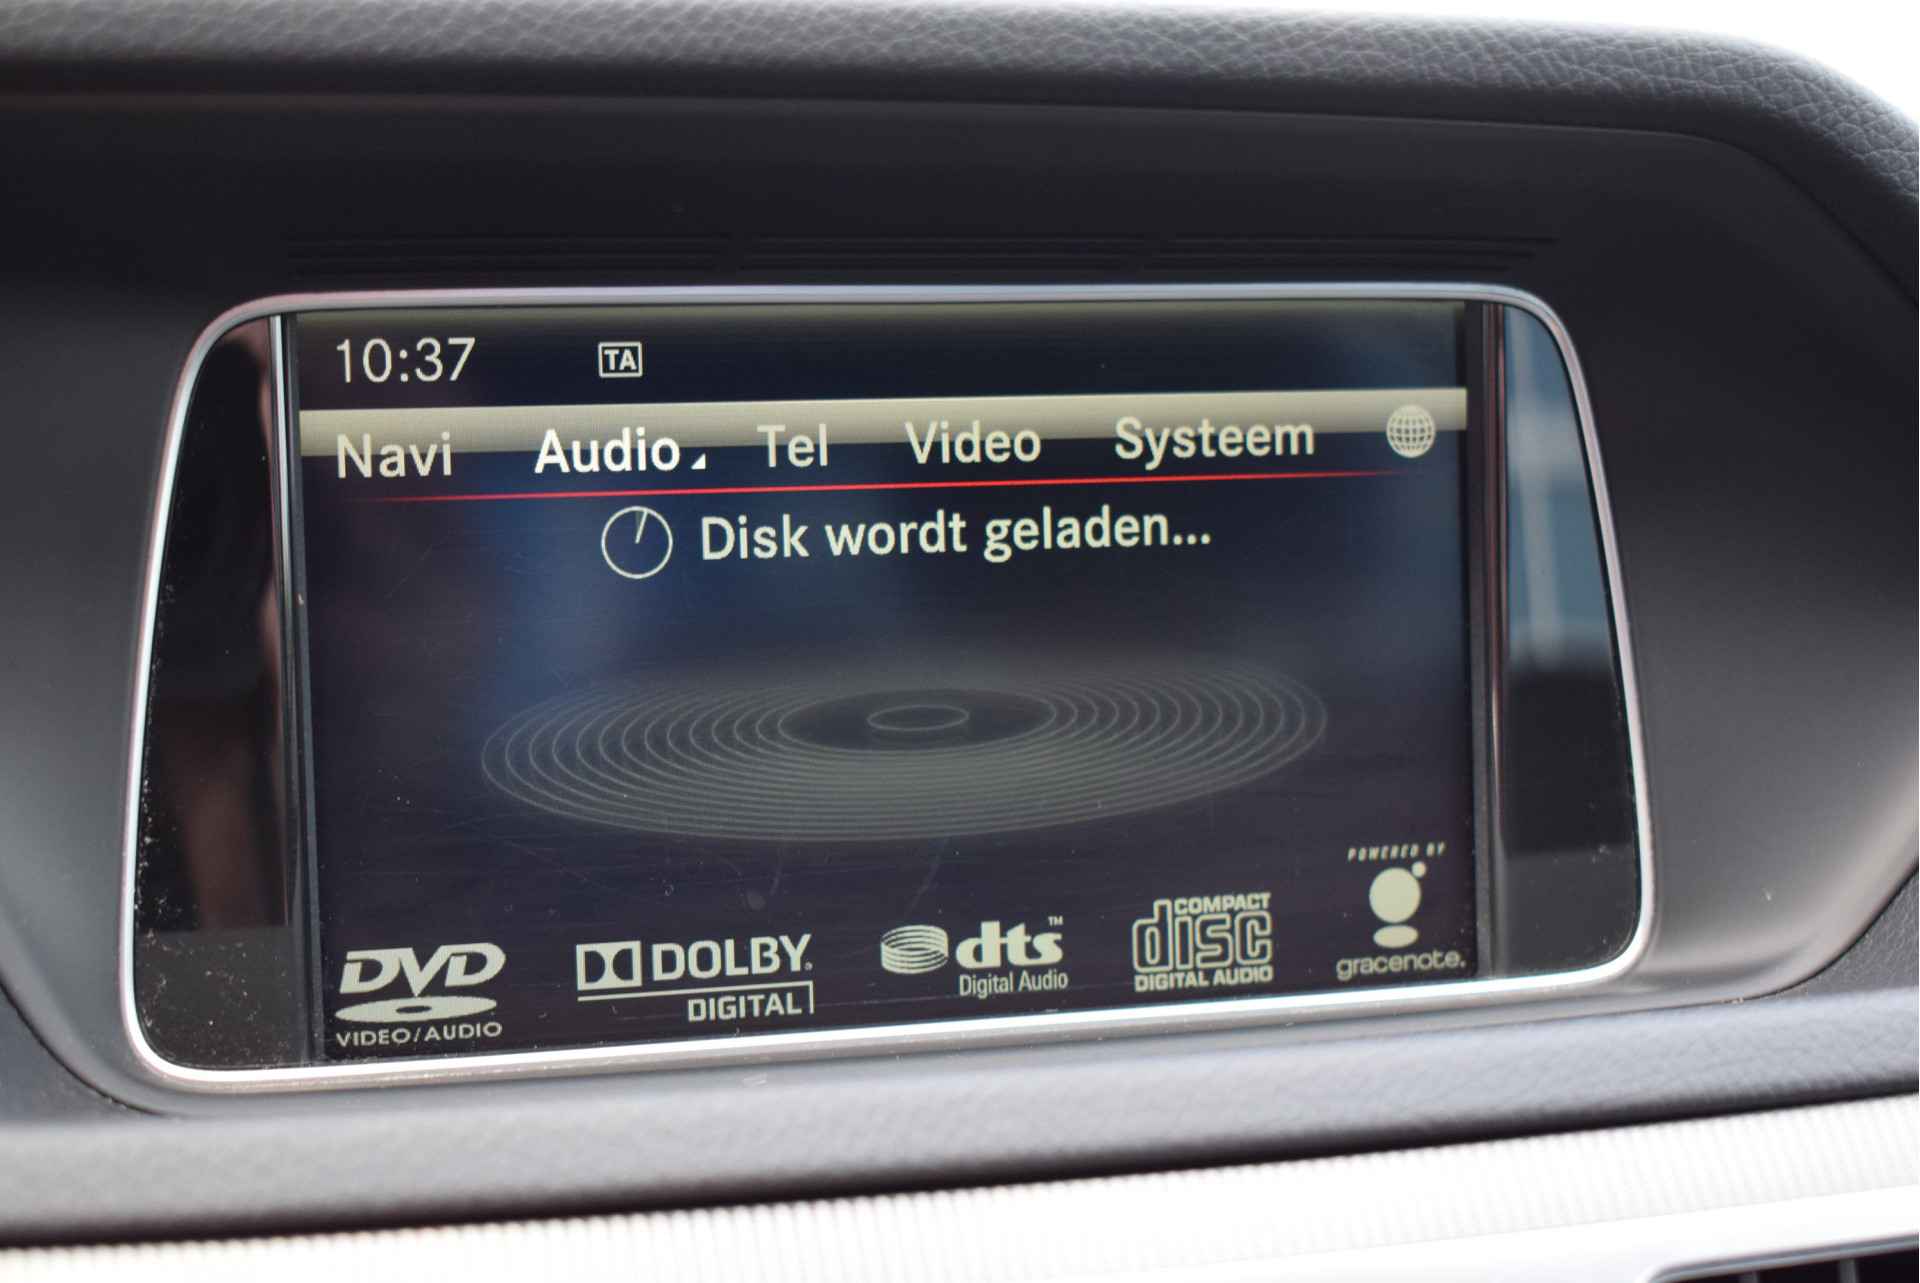 10:37 TA
Navi Audio Tel Video Systeem
Disk wordt geladen...
POWERED BY
DVD
VIDEO/AUDIO
DOLBY.
DIGITAL
dts™
Digital Audio
COMPACT
disc
DIGITAL AUDIO
gracenote.